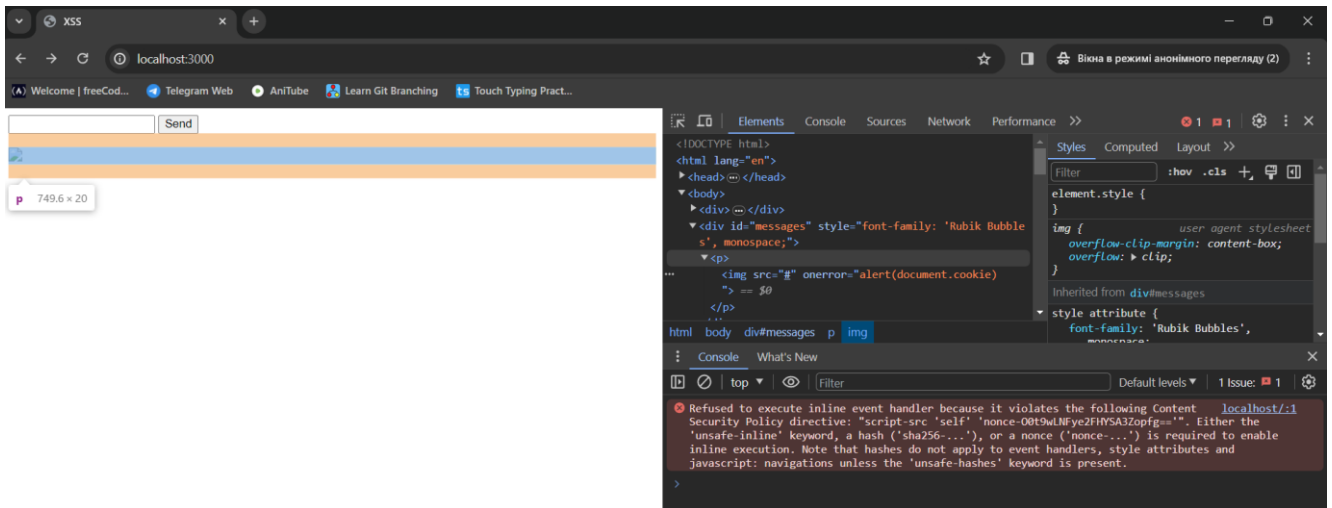 XSS
localhost:3000
Вікна в режимі анонімного перегляду (2)
Welcome | freeCod...
Telegram Web
AniTube
Learn Git Branching
ts Touch Typing Pract...
Send
p 749.6 × 20
Elements Console Sources Network Performance >> 1 1
<!DOCTYPE html>
<html lang="en">
<head> ... </head>
<body>
<div> ... </div>
<div id="messages" style="font-family: 'Rubik Bubble
s', monospace;">
<p>
... <img src="#" onerror="alert(document.cookie)
"> == $0
</p>
html body div#messages p img
Styles Computed Layout >>
Filter :hov .cls +
element.style {
}
img { user agent stylesheet
overflow-clip-margin: content-box;
overflow: clip;
}
Inherited from div#messages
style attribute {
font-family: 'Rubik Bubbles',
monospace;
Console What's New
top Filter Default levels 1 Issue: 1
Refused to execute inline event handler because it violates the following Content localhost/:1
Security Policy directive: "script-src 'self' 'nonce-O0t9wLNFye2FHYSA3Zopfg=='". Either the
'unsafe-inline' keyword, a hash ('sha256-...'), or a nonce ('nonce-...') is required to enable
inline execution. Note that hashes do not apply to event handlers, style attributes and
javascript: navigations unless the 'unsafe-hashes' keyword is present.
>